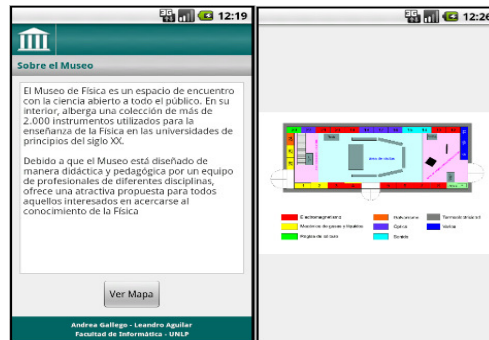 12:19
Sobre el Museo
El Museo de Física es un espacio de encuentro
con la ciencia abierto a todo el público. En su
interior, alberga una colección de más de
2.000 instrumentos utilizados para la
enseñanza de la Física en las universidades de
principios del siglo XX.
Debido a que el Museo está diseñado de
manera didáctica y pedagógica por un equipo
de profesionales de diferentes disciplinas,
ofrece una atractiva propuesta para todos
aquellos interesados en acercarse al
conocimiento de la Física
Ver Mapa
Andrea Gallego - Leandro Aguilar
Facultad de Informática - UNLP
12:26
Electromagnetismo
Óptica
Sonido
Varios